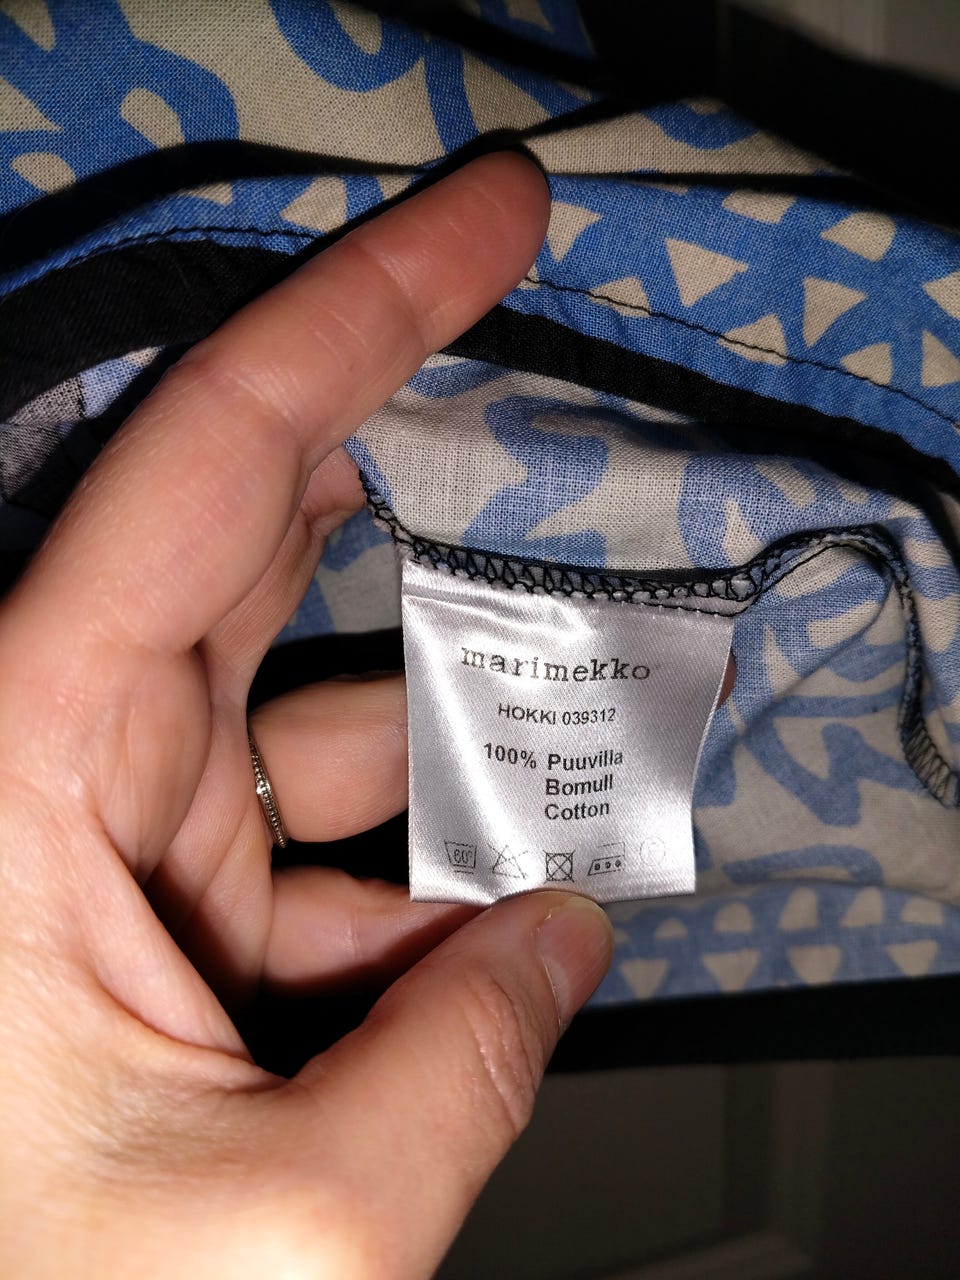 marimekko
HOKKI 039312
100% Puuvilla
Bomull
Cotton
60°